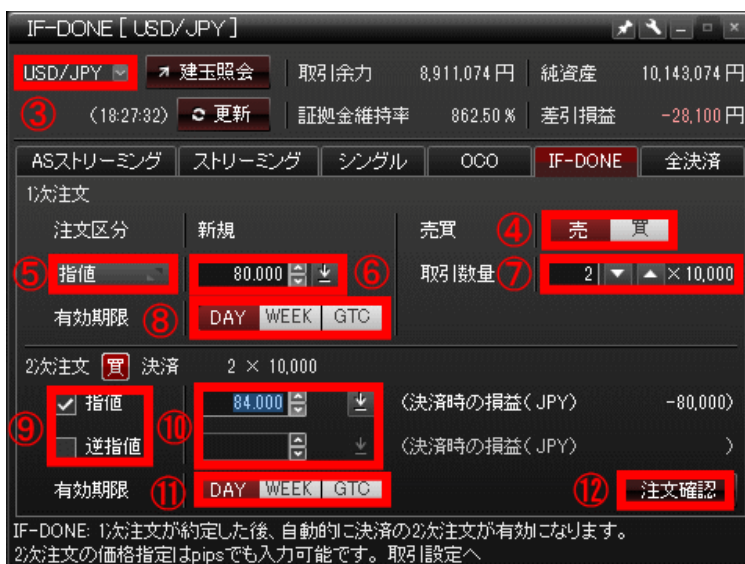 IF-DONE [ USD/JPY ]
USD/JPY 建玉照会 取引余力 8,911,074 円 純資産 10,143,074 円
③ (18:27:32) 更新 証拠金維持率 862.50 % 差引損益 -28,100 円
ASストリーミング ストリーミング シングル OCO IF-DONE 全決済
1次注文
注文区分 新規 売買 ④ 売 買
⑤ 指値 80.000 ⑥ 取引数量 ⑦ 2 ×10,000
有効期限 ⑧ DAY WEEK GTC
2次注文 買 決済 2 × 10,000
⑨ 指値 ⑩ 84.000 (決済時の損益( JPY) -80,000)
逆指値 (決済時の損益( JPY) )
有効期限 ⑪ DAY WEEK GTC ⑫ 注文確認
IF-DONE: 1次注文が約定した後、自動的に決済の2次注文が有効になります。
2次注文の価格指定はpipsでも入力可能です。取引設定へ